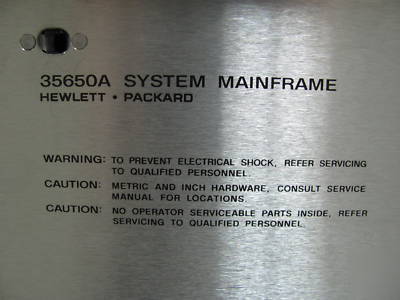 35650A SYSTEM MAINFRAME
HEWLETT · PACKARD
WARNING: TO PREVENT ELECTRICAL SHOCK, REFER SERVICING
TO QUALIFIED PERSONNEL.
CAUTION: METRIC AND INCH HARDWARE, CONSULT SERVICE
MANUAL FOR LOCATIONS.
CAUTION: NO OPERATOR SERVICEABLE PARTS INSIDE, REFER
SERVICING TO QUALIFIED PERSONNEL.